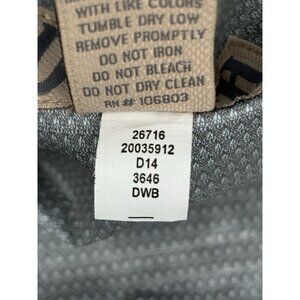 WITH LIKE COLORS
TUMBLE DRY LOW
REMOVE PROMPTLY
DO NOT IRON
DO NOT BLEACH
DO NOT DRY CLEAN
RN# 106803
26716
20035912
D14
3646
DWB